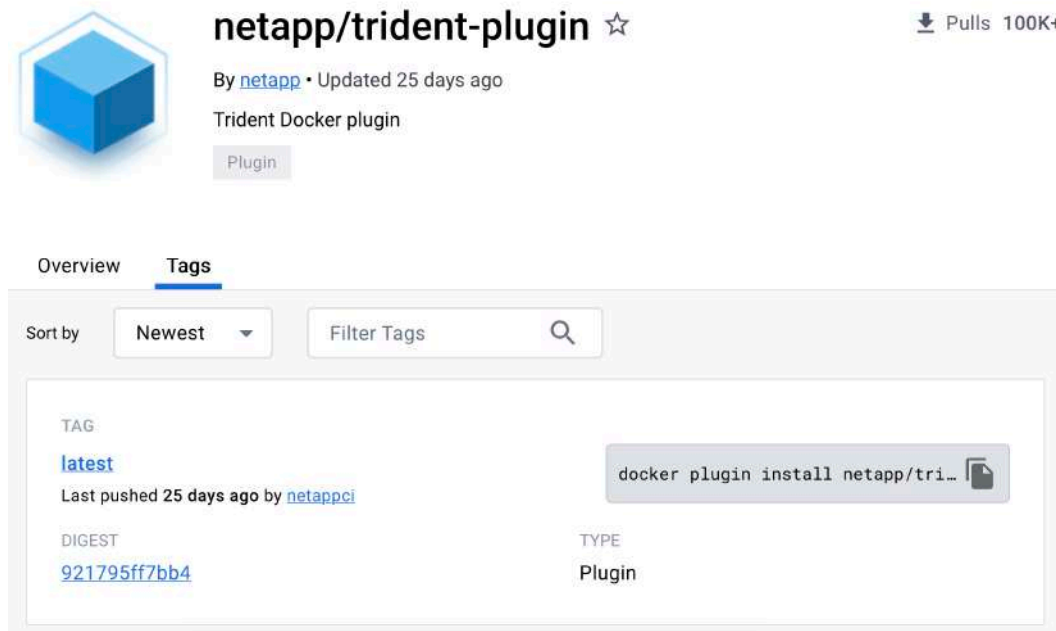 netapp/trident-plugin
Pulls 100K+
By netapp • Updated 25 days ago
Trident Docker plugin
Plugin
Overview Tags
Sort by Newest Filter Tags
TAG
latest
docker plugin install netapp/tri…
Last pushed 25 days ago by netappci
DIGEST TYPE
921795ff7bb4 Plugin